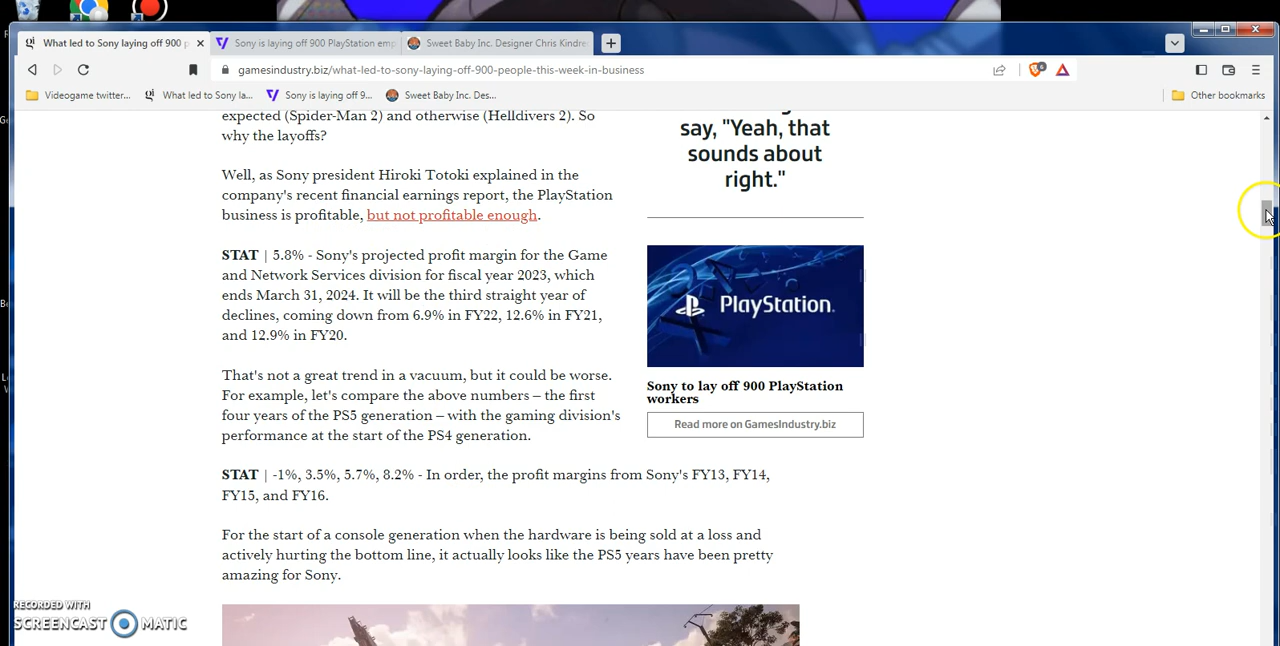 What led to Sony laying off 900 p
Sony is laying off 900 PlayStation emp
Sweet Baby Inc. Designer Chris Kindre
gamesindustry.biz/what-led-to-sony-laying-off-900-people-this-week-in-business
6
Videogame twitter...
What led to Sony la...
Sony is laying off 9...
Sweet Baby Inc. Des...
Other bookmarks
expected (Spider-Man 2) and otherwise (Helldivers 2). So
why the layoffs?
Well, as Sony president Hiroki Totoki explained in the
company's recent financial earnings report, the PlayStation
business is profitable, but not profitable enough.
STAT | 5.8% - Sony's projected profit margin for the Game
and Network Services division for fiscal year 2023, which
ends March 31, 2024. It will be the third straight year of
declines, coming down from 6.9% in FY22, 12.6% in FY21,
and 12.9% in FY20.
That's not a great trend in a vacuum, but it could be worse.
For example, let's compare the above numbers – the first
four years of the PS5 generation – with the gaming division's
performance at the start of the PS4 generation.
STAT | -1%, 3.5%, 5.7%, 8.2% - In order, the profit margins from Sony's FY13, FY14,
FY15, and FY16.
For the start of a console generation when the hardware is being sold at a loss and
actively hurting the bottom line, it actually looks like the PS5 years have been pretty
amazing for Sony.
say, "Yeah, that
sounds about
right."
PlayStation.
Sony to lay off 900 PlayStation
workers
Read more on GamesIndustry.biz
RECORDED WITH
SCREENCAST MATIC